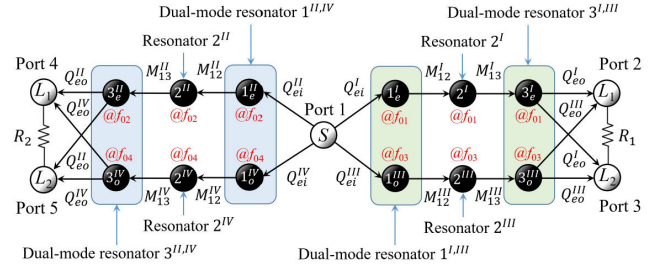 Dual-mode resonator 1^{II,IV}
Dual-mode resonator 3^{I,III}
Resonator 2^{II}
Resonator 2^{I}
Port 4
Q_{eo}^{II}
M_{13}^{II}
M_{12}^{II}
Q_{ei}^{II}
Q_{ei}^{I}
M_{12}^{I}
M_{13}^{I}
Q_{eo}^{I}
Port 2
L_1
3_e^{II}
2^{II}
1_e^{II}
Port 1
1_e^{I}
2^{I}
3_e^{I}
L_1
Q_{eo}^{IV}
@f_{02}
@f_{02}
@f_{02}
@f_{01}
@f_{01}
@f_{01}
Q_{eo}^{III}
R_2
S
R_1
Q_{eo}^{II}
@f_{04}
@f_{04}
@f_{04}
@f_{03}
@f_{03}
@f_{03}
Q_{eo}^{I}
L_2
3_o^{IV}
2^{IV}
1_o^{IV}
1_o^{III}
2^{III}
3_o^{III}
L_2
Port 5
Q_{eo}^{IV}
M_{13}^{IV}
M_{12}^{IV}
Q_{ei}^{IV}
Q_{ei}^{III}
M_{12}^{III}
M_{13}^{III}
Q_{eo}^{III}
Port 3
Resonator 2^{IV}
Resonator 2^{III}
Dual-mode resonator 3^{II,IV}
Dual-mode resonator 1^{I,III}